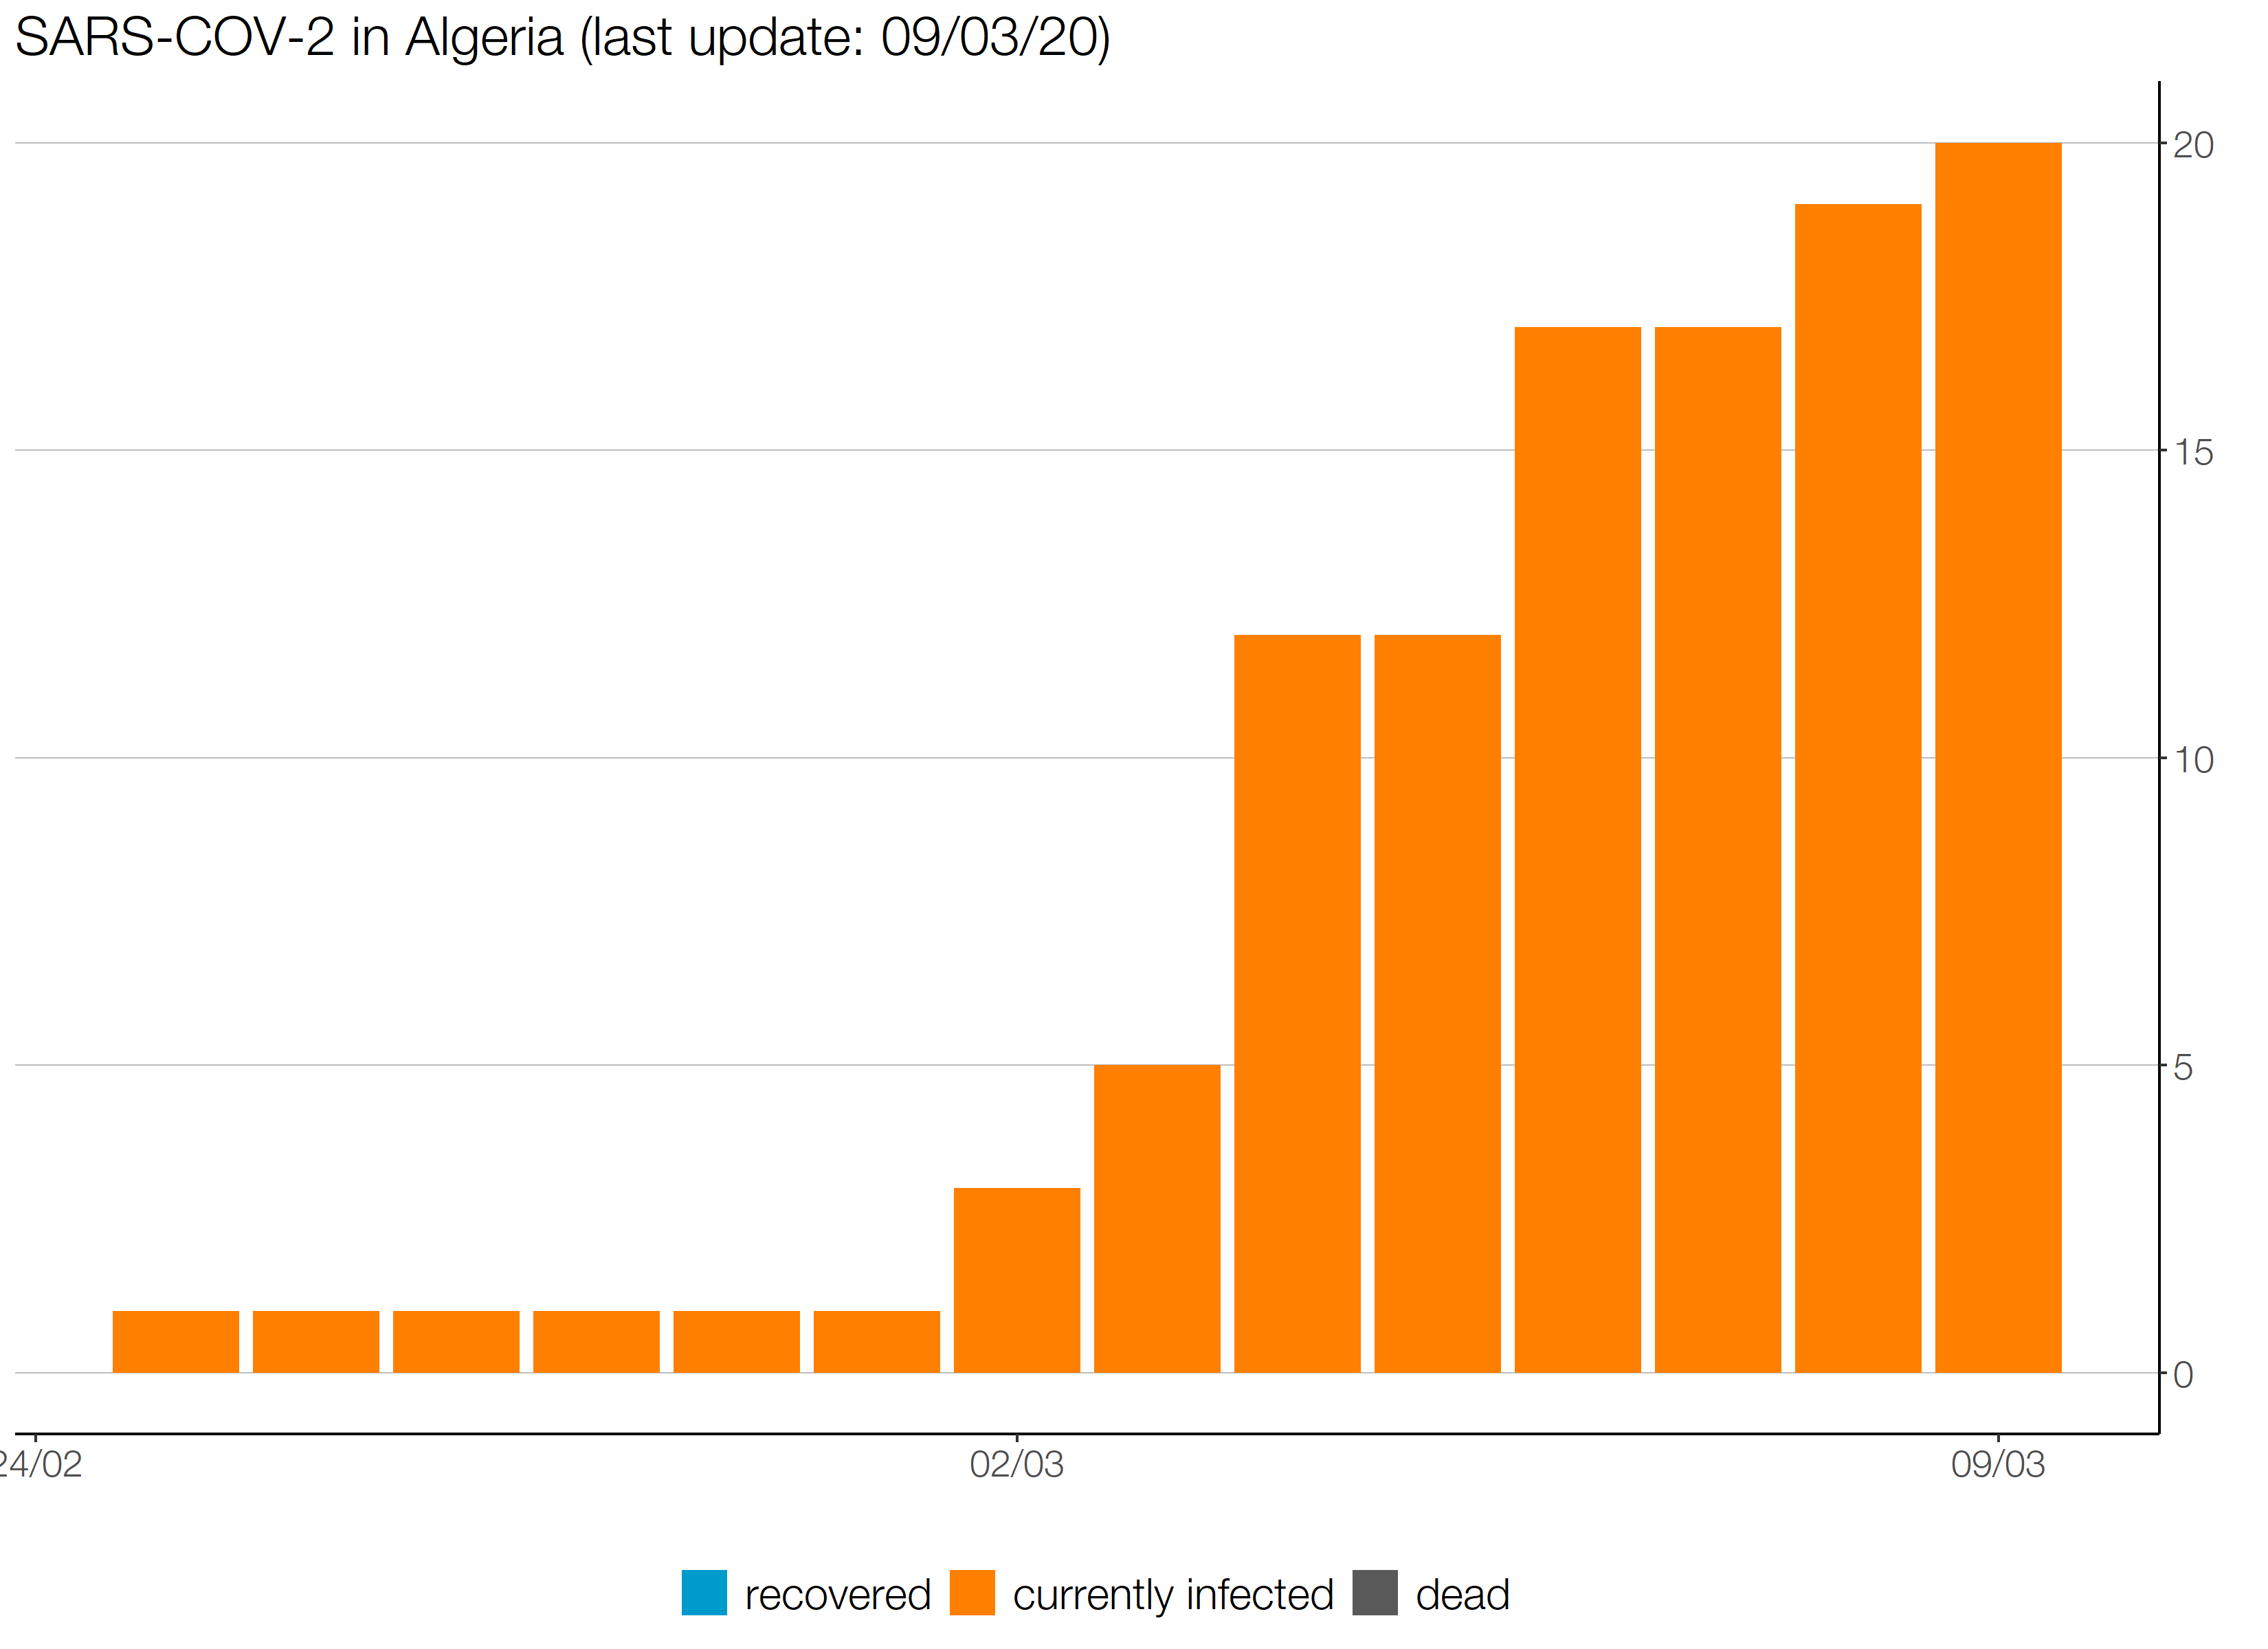 SARS-COV-2 in Algeria (last update: 09/03/20)
20
15
10
5
0
24/02 02/03 09/03
recovered currently infected dead